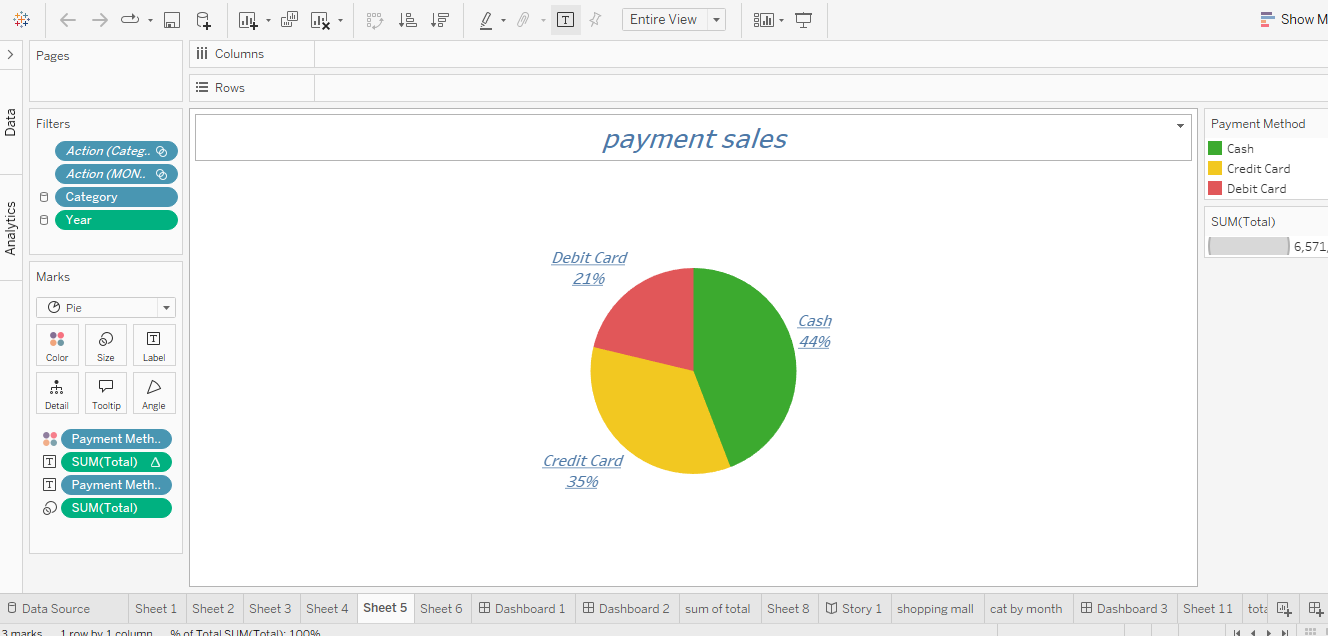 Entire View
Show M
Pages
Columns
Rows
Data
Analytics
Filters
Action (Categ..
Action (MON..
Category
Year
Marks
Pie
Color
Size
Label
Detail
Tooltip
Angle
Payment Meth..
SUM(Total)
Payment Meth..
SUM(Total)
payment sales
Debit Card
21%
Cash
44%
Credit Card
35%
Payment Method
Cash
Credit Card
Debit Card
SUM(Total)
6,571,
Data Source
Sheet 1
Sheet 2
Sheet 3
Sheet 4
Sheet 5
Sheet 6
Dashboard 1
Dashboard 2
sum of total
Sheet 8
Story 1
shopping mall
cat by month
Dashboard 3
Sheet 11
tota
3 marks
1 row by 1 column
% of Total SUM(Total): 100%